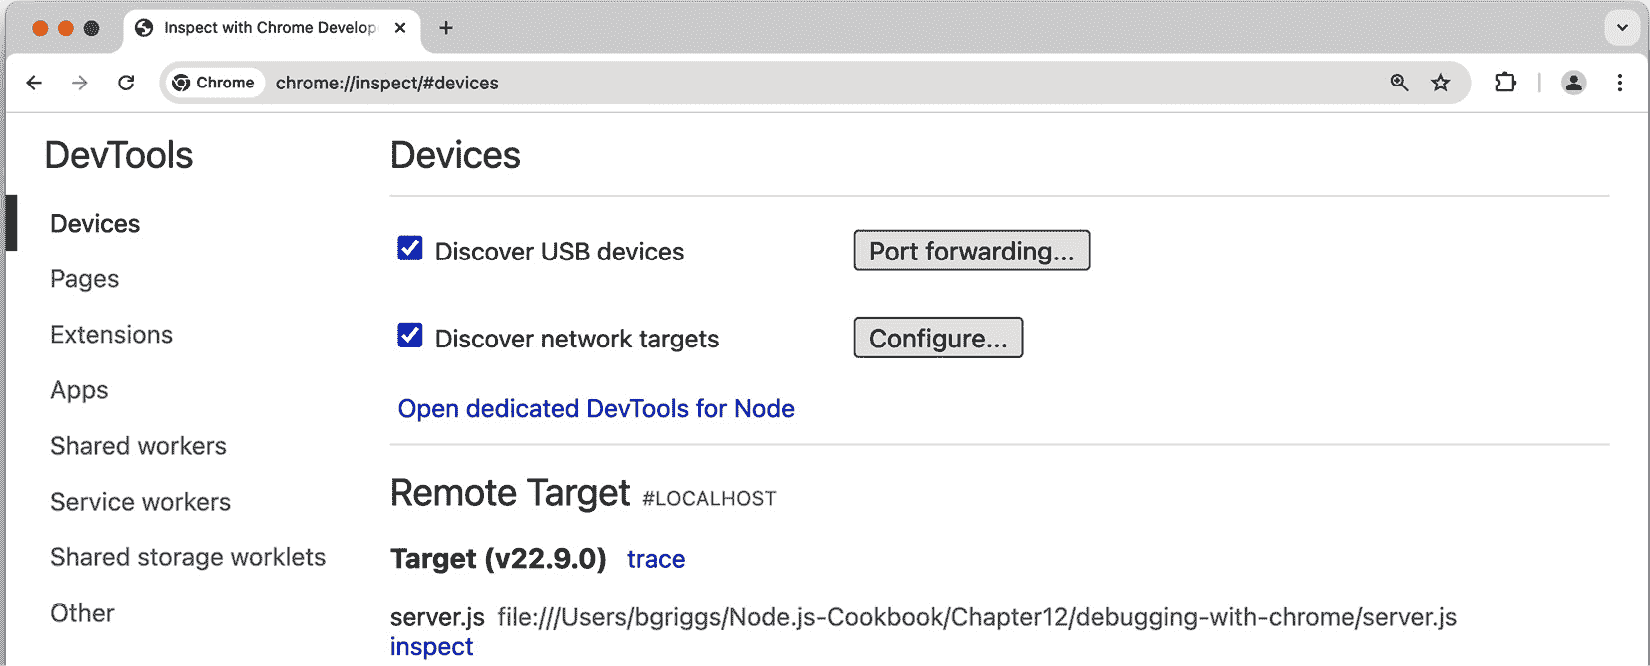 Inspect with Chrome Develop
Chrome chrome://inspect/#devices
DevTools
Devices
Pages
Extensions
Apps
Shared workers
Service workers
Shared storage worklets
Other
Devices
Discover USB devices Port forwarding...
Discover network targets Configure...
Open dedicated DevTools for Node
Remote Target #LOCALHOST
Target (v22.9.0) trace
server.js file:///Users/bgriggs/Node.js-Cookbook/Chapter12/debugging-with-chrome/server.js
inspect